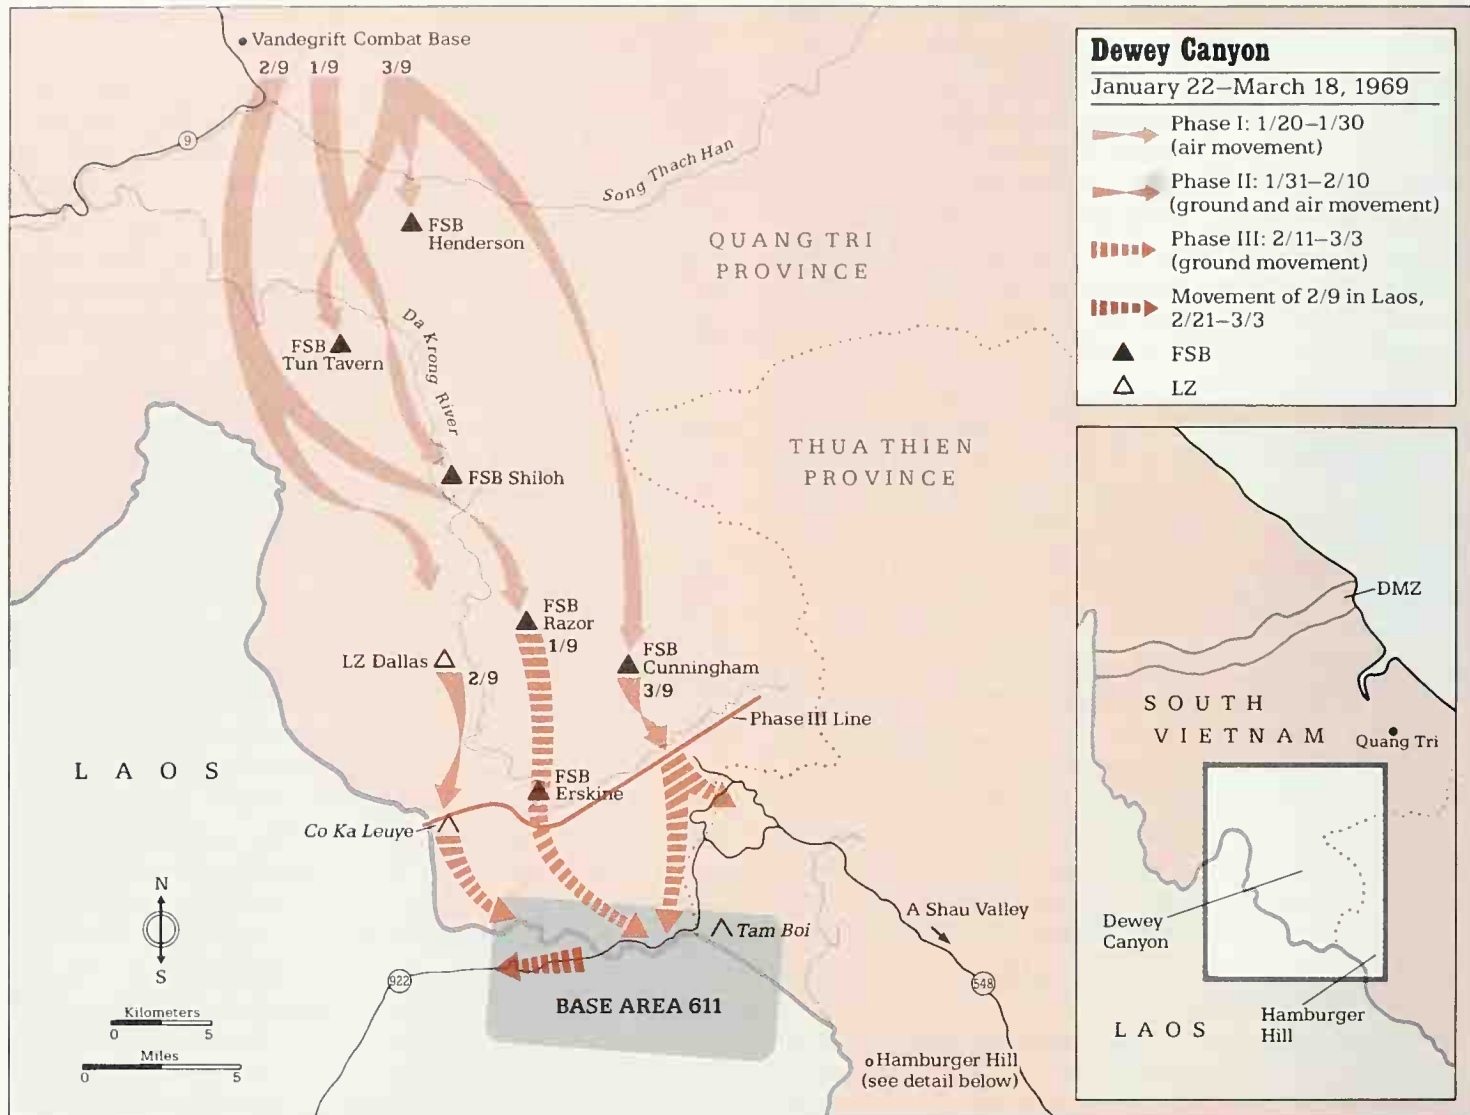 Vandegrift Combat Base
2/9 1/9 3/9
9
Song Thach Han
FSB
Henderson
QUANG TRI
PROVINCE
Da Krong River
FSB
Tun Tavern
THUA THIEN
PROVINCE
FSB Shiloh
FSB
Razor
1/9
LZ Dallas
2/9
FSB
Cunningham
3/9
Phase III Line
LAOS
FSB
Erskine
Co Ka Leuye
A Shau Valley
Tam Boi
922
548
BASE AREA 611
N
S
Kilometers
0 5
Miles
0 5
Hamburger Hill
(see detail below)
Dewey Canyon
January 22–March 18, 1969
Phase I: 1/20–1/30
(air movement)
Phase II: 1/31–2/10
(ground and air movement)
Phase III: 2/11–3/3
(ground movement)
Movement of 2/9 in Laos,
2/21–3/3
FSB
LZ
DMZ
SOUTH
VIETNAM
Quang Tri
Dewey
Canyon
Hamburger
Hill
LAOS